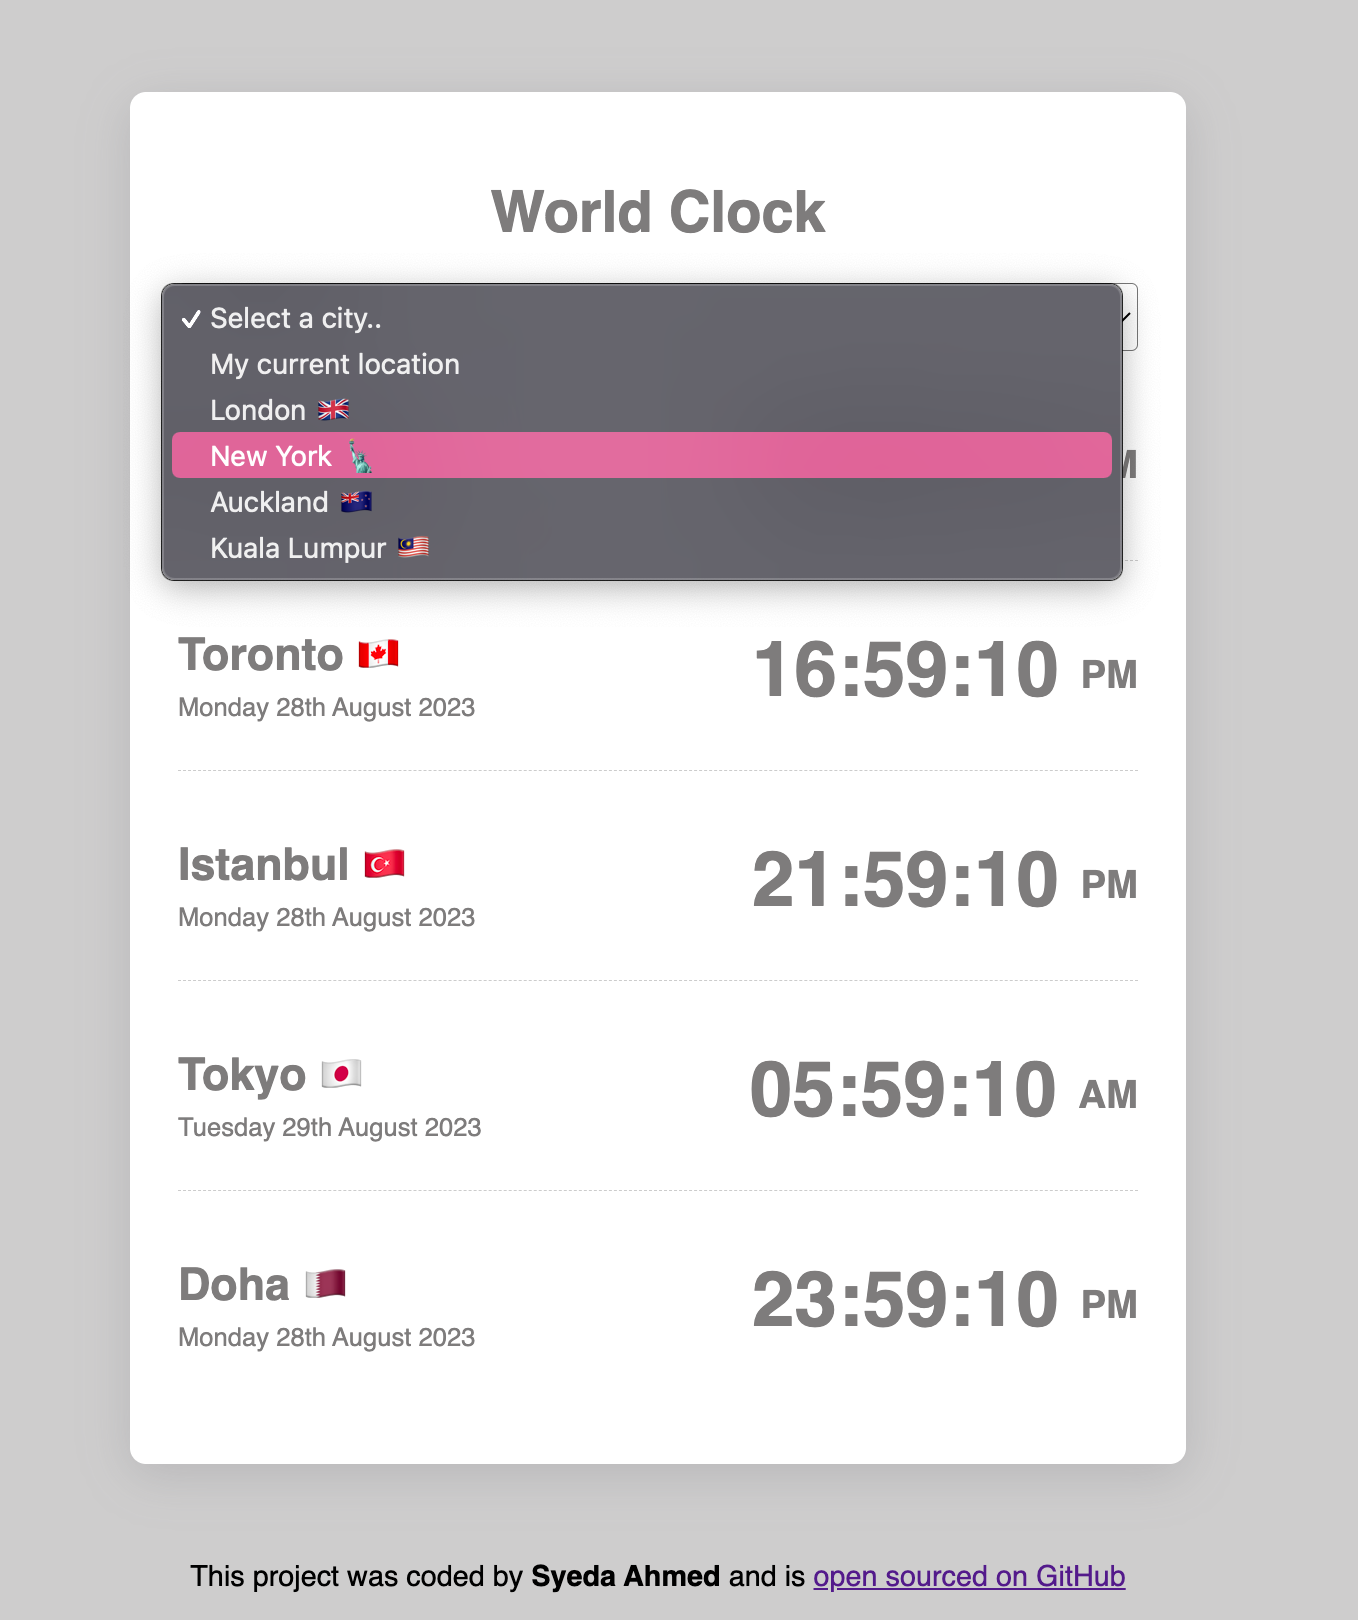 World Clock
✓ Select a city..
My current location
London 🇬🇧
New York 🗽
Auckland 🇳🇿
Kuala Lumpur 🇲🇾
Toronto 🇨🇦 16:59:10 PM
Monday 28th August 2023
Istanbul 🇹🇷 21:59:10 PM
Monday 28th August 2023
Tokyo 🇯🇵 05:59:10 AM
Tuesday 29th August 2023
Doha 🇶🇦 23:59:10 PM
Monday 28th August 2023
This project was coded by Syeda Ahmed and is open sourced on GitHub